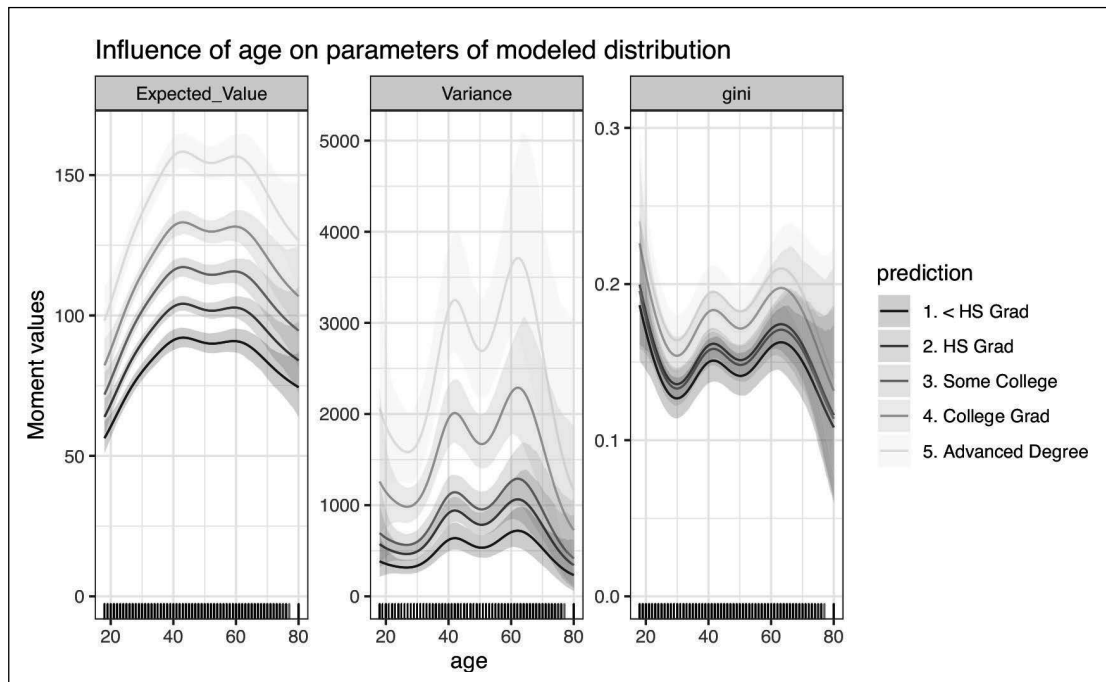 Influence of age on parameters of modeled distribution
Expected_Value
Variance
gini
Moment values
150
100
50
0
5000
4000
3000
2000
1000
0
0.3
0.2
0.1
0.0
20 40 60 80
20 40 60 80
20 40 60 80
age
prediction
1. < HS Grad
2. HS Grad
3. Some College
4. College Grad
5. Advanced Degree